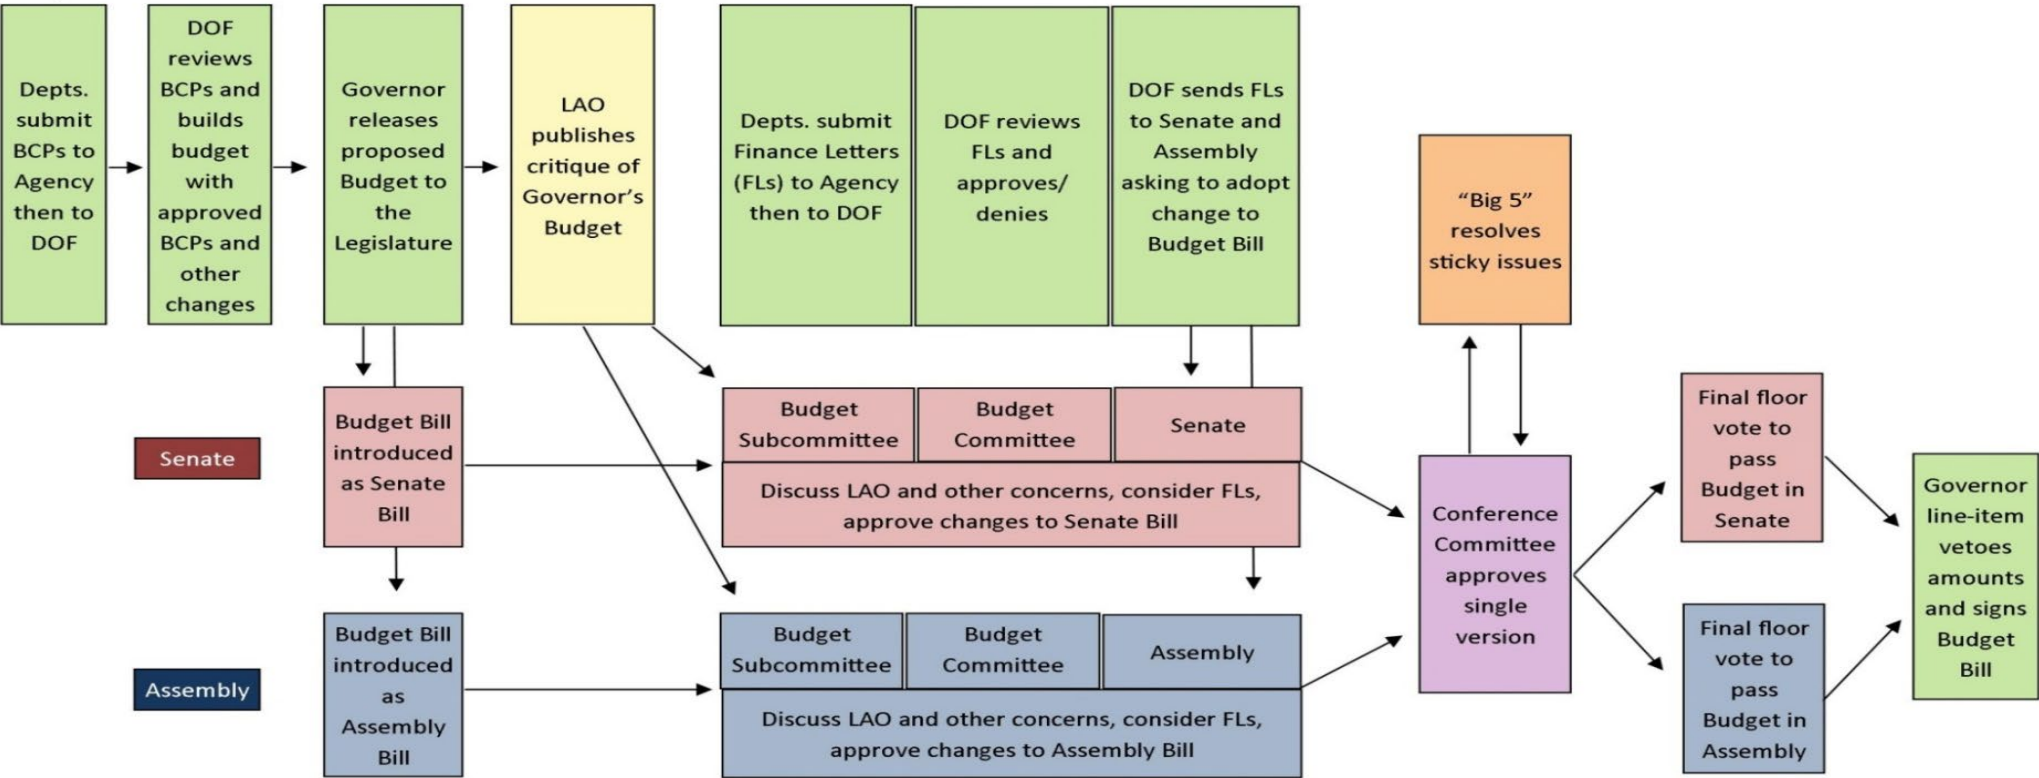 Depts.
submit
BCPs to
Agency
then to
DOF
DOF
reviews
BCPs and
builds
budget
with
approved
BCPs and
other
changes
Governor
releases
proposed
Budget to
the
Legislature
LAO
publishes
critique of
Governor’s
Budget
Depts. submit
Finance Letters
(FLs) to Agency
then to DOF
DOF reviews
FLs and
approves/
denies
DOF sends FLs
to Senate and
Assembly
asking to adopt
change to
Budget Bill
“Big 5”
resolves
sticky issues
Senate
Budget Bill
introduced
as Senate
Bill
Budget
Subcommittee
Budget
Committee
Senate
Discuss LAO and other concerns, consider FLs,
approve changes to Senate Bill
Assembly
Budget Bill
introduced
as
Assembly
Bill
Budget
Subcommittee
Budget
Committee
Assembly
Discuss LAO and other concerns, consider FLs,
approve changes to Assembly Bill
Conference
Committee
approves
single
version
Final floor
vote to
pass
Budget in
Senate
Final floor
vote to
pass
Budget in
Assembly
Governor
line-item
vetoes
amounts
and signs
Budget
Bill